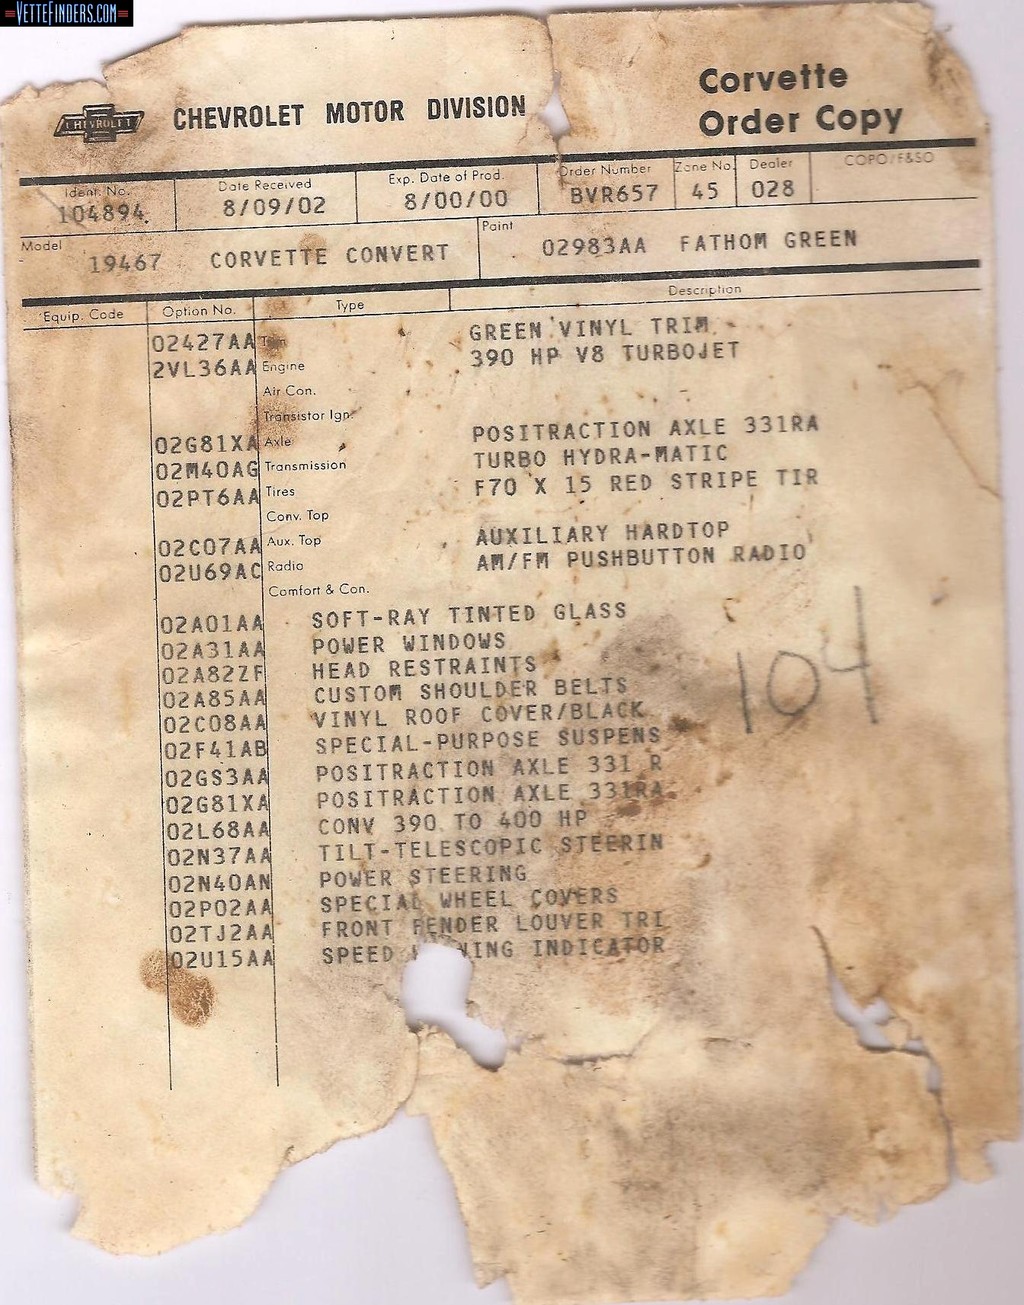 VETTEFINDERS.COM
CHEVROLET
CHEVROLET MOTOR DIVISION
Corvette
Order Copy
Ident. No. Date Received Exp. Date of Prod. Order Number Zone No. Dealer COPO/F&SO
104894 8/09/02 8/00/00 BVR657 45 028
Model Paint
19467 CORVETTE CONVERT 02983AA FATHOM GREEN
Equip. Code Option No. Type Description
02427AA Trim GREEN VINYL TRIM
2VL36AA Engine 390 HP V8 TURBOJET
Air Con.
Transistor Ign.
02G81XA Axle POSITRACTION AXLE 331RA
02M40AG Transmission TURBO HYDRA-MATIC
02PT6AA Tires F70 X 15 RED STRIPE TIR
Conv. Top
02C07AA Aux. Top AUXILIARY HARDTOP
02U69AC Radio AM/FM PUSHBUTTON RADIO
Comfort & Con.
02A01AA SOFT-RAY TINTED GLASS
02A31AA POWER WINDOWS
02A82ZF HEAD RESTRAINTS
02A85AA CUSTOM SHOULDER BELTS
02C08AA VINYL ROOF COVER/BLACK
02F41AB SPECIAL-PURPOSE SUSPENS
02GS3AA POSITRACTION AXLE 331 R
02G81XA POSITRACTION AXLE 331RA
02L68AA CONV 390 TO 400 HP
02N37AA TILT-TELESCOPIC STEERIN
02N40AN POWER STEERING
02P02AA SPECIAL WHEEL COVERS
02TJ2AA FRONT FENDER LOUVER TRI
02U15AA SPEED INDICATOR
104